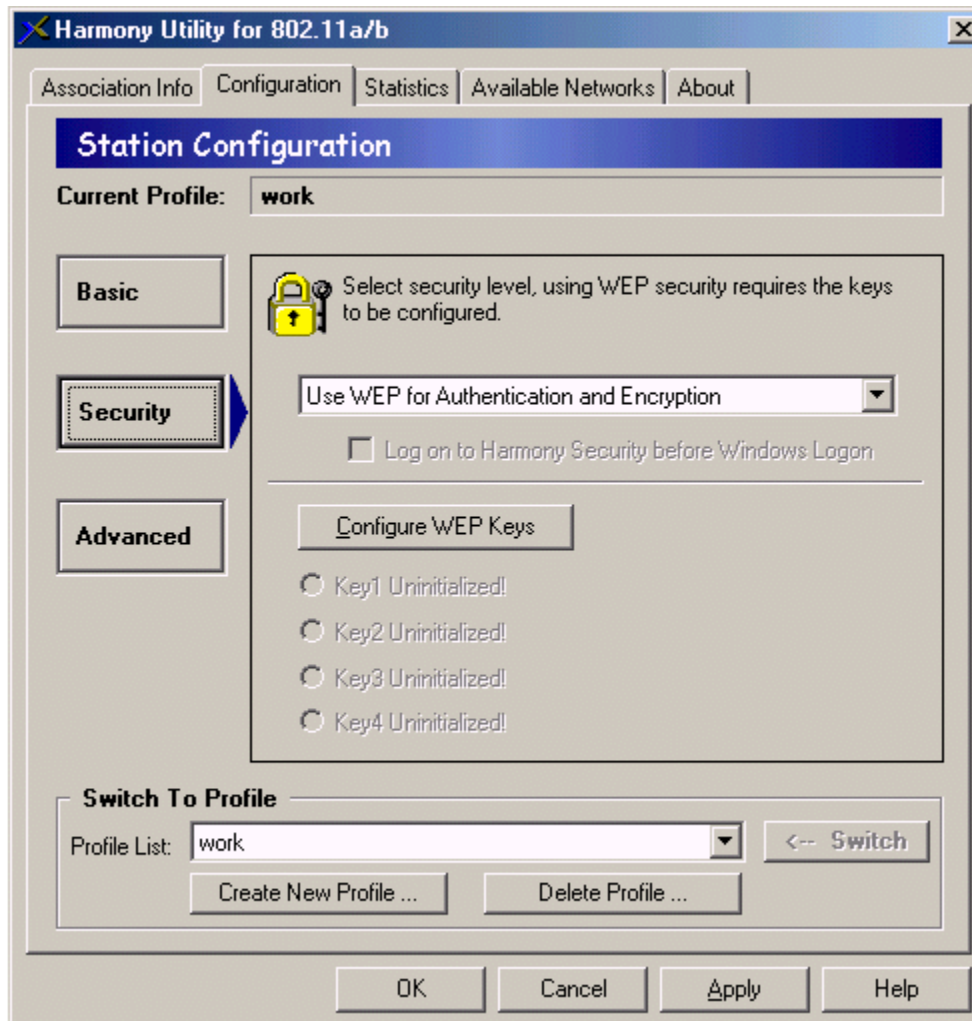 Harmony Utility for 802.11a/b
Association Info Configuration Statistics Available Networks About
Station Configuration
Current Profile: work
Basic
Select security level, using WEP security requires the keys
to be configured.
Use WEP for Authentication and Encryption
Security
Log on to Harmony Security before Windows Logon
Configure WEP Keys
Advanced
Key1 Uninitialized!
Key2 Uninitialized!
Key3 Uninitialized!
Key4 Uninitialized!
Switch To Profile
Profile List: work <-- Switch
Create New Profile ... Delete Profile ...
OK Cancel Apply Help